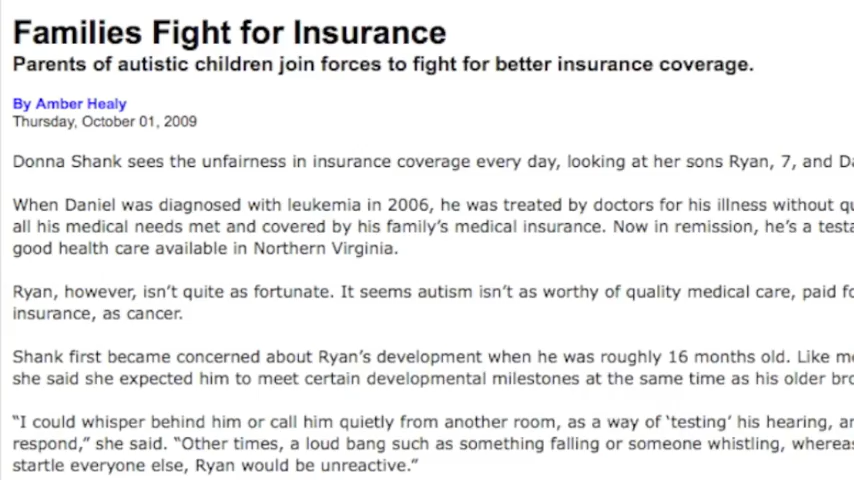 Families Fight for Insurance
Parents of autistic children join forces to fight for better insurance coverage.
By Amber Healy
Thursday, October 01, 2009
Donna Shank sees the unfairness in insurance coverage every day, looking at her sons Ryan, 7, and
When Daniel was diagnosed with leukemia in 2006, he was treated by doctors for his illness without
all his medical needs met and covered by his family’s medical insurance. Now in remission, he’s a
good health care available in Northern Virginia.
Ryan, however, isn’t quite as fortunate. It seems autism isn’t as worthy of quality medical care, paid
insurance, as cancer.
Shank first became concerned about Ryan’s development when he was roughly 16 months old. Like
she said she expected him to meet certain developmental milestones at the same time as his older
“I could whisper behind him or call him quietly from another room, as a way of ‘testing’ his hearing,
respond,” she said. “Other times, a loud bang such as something falling or someone whistling, whereas
startle everyone else, Ryan would be unreactive.”